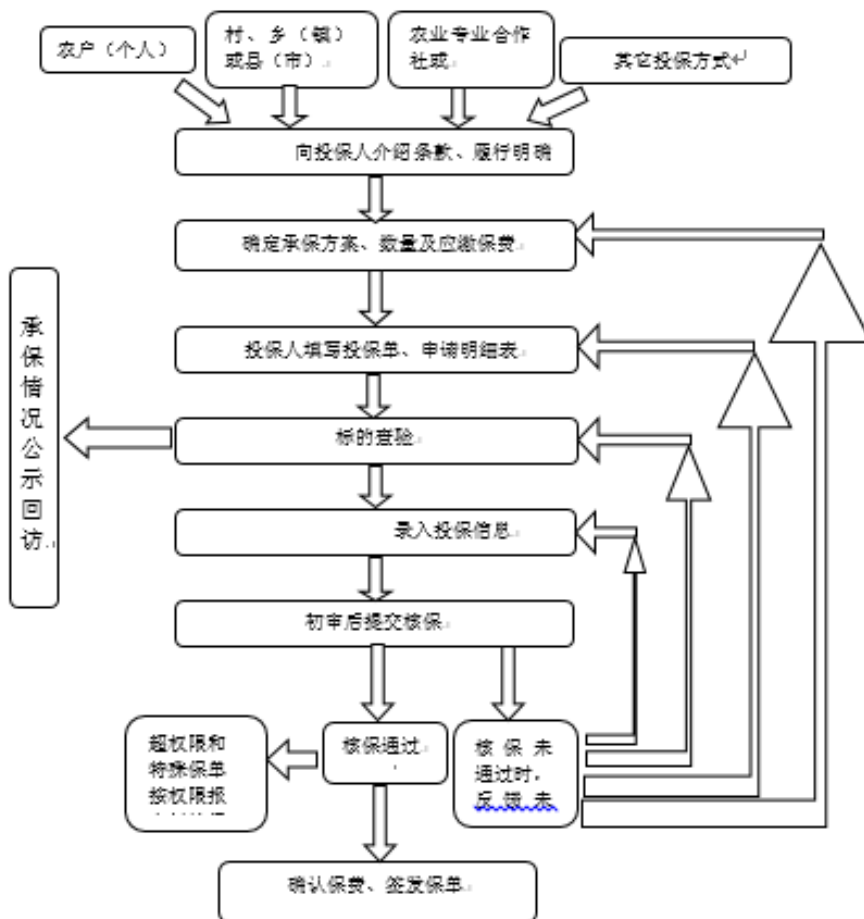 农户（个人）
村、乡（镇）
或县（市）
农业专业合作
社或
其它投保方式
向投保人介绍条款、履行明确
确定承保方案、数量及应缴保费
投保人填写投保单、申请明细表
承
保
情
况
公
示
回
访
标的查验
录入投保信息
初审后提交核保
超权限和
特殊保单
按权限报
核保通过
核保未
通过时，
反馈未
确认保费、签发保单